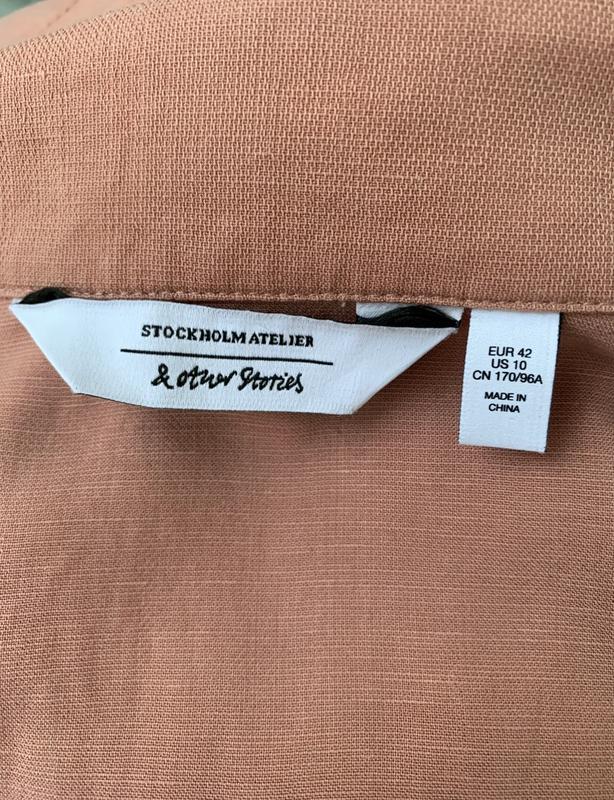 STOCKHOLM ATELIER
& other Stories
EUR 42
US 10
CN 170/96A
MADE IN
CHINA